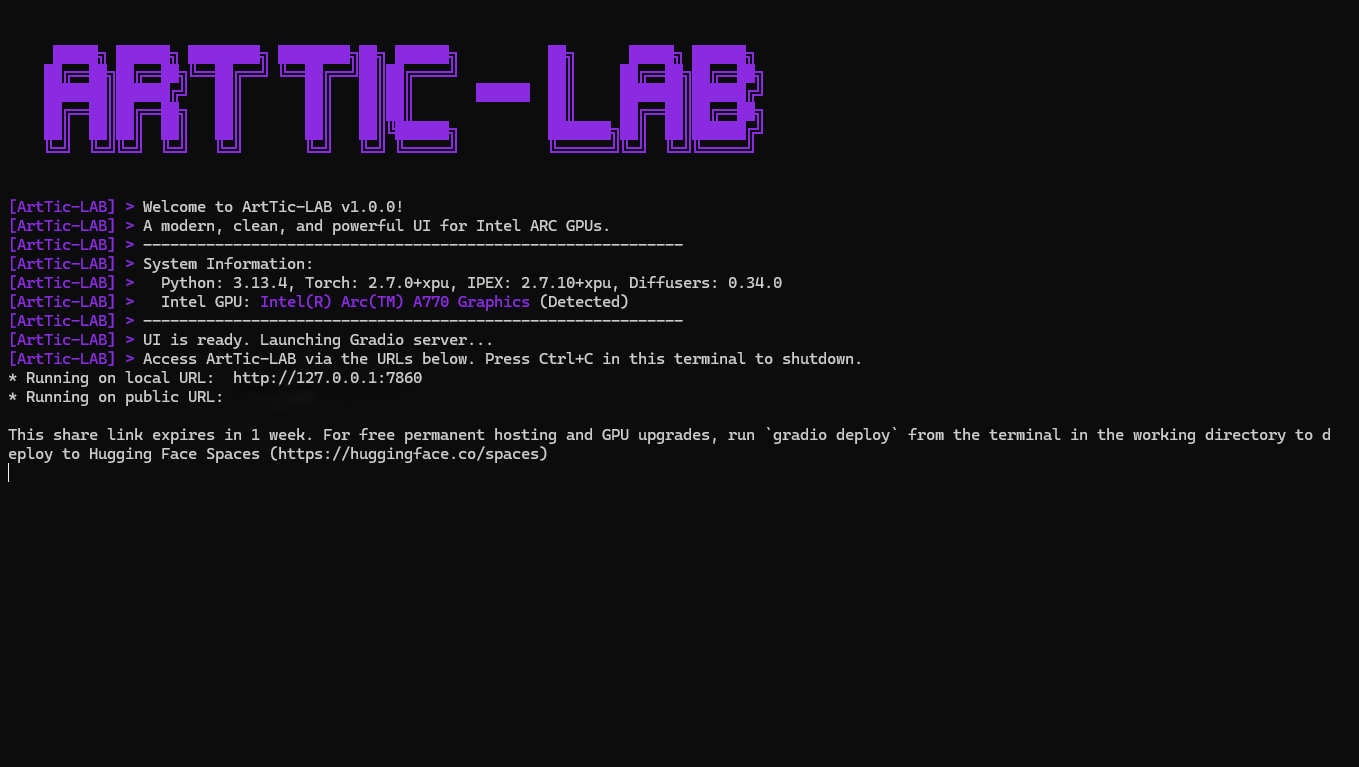 ARTTIC-LAB
[ArtTic-LAB] > Welcome to ArtTic-LAB v1.0.0!
[ArtTic-LAB] > A modern, clean, and powerful UI for Intel ARC GPUs.
[ArtTic-LAB] > ------------------------------------------------------------
[ArtTic-LAB] > System Information:
[ArtTic-LAB] >   Python: 3.13.4, Torch: 2.7.0+xpu, IPEX: 2.7.10+xpu, Diffusers: 0.34.0
[ArtTic-LAB] >   Intel GPU: Intel(R) Arc(TM) A770 Graphics (Detected)
[ArtTic-LAB] > ------------------------------------------------------------
[ArtTic-LAB] > UI is ready. Launching Gradio server...
[ArtTic-LAB] > Access ArtTic-LAB via the URLs below. Press Ctrl+C in this terminal to shutdown.
* Running on local URL:  http://127.0.0.1:7860
* Running on public URL:
This share link expires in 1 week. For free permanent hosting and GPU upgrades, run `gradio deploy` from the terminal in the working directory to d
eploy to Hugging Face Spaces (https://huggingface.co/spaces)